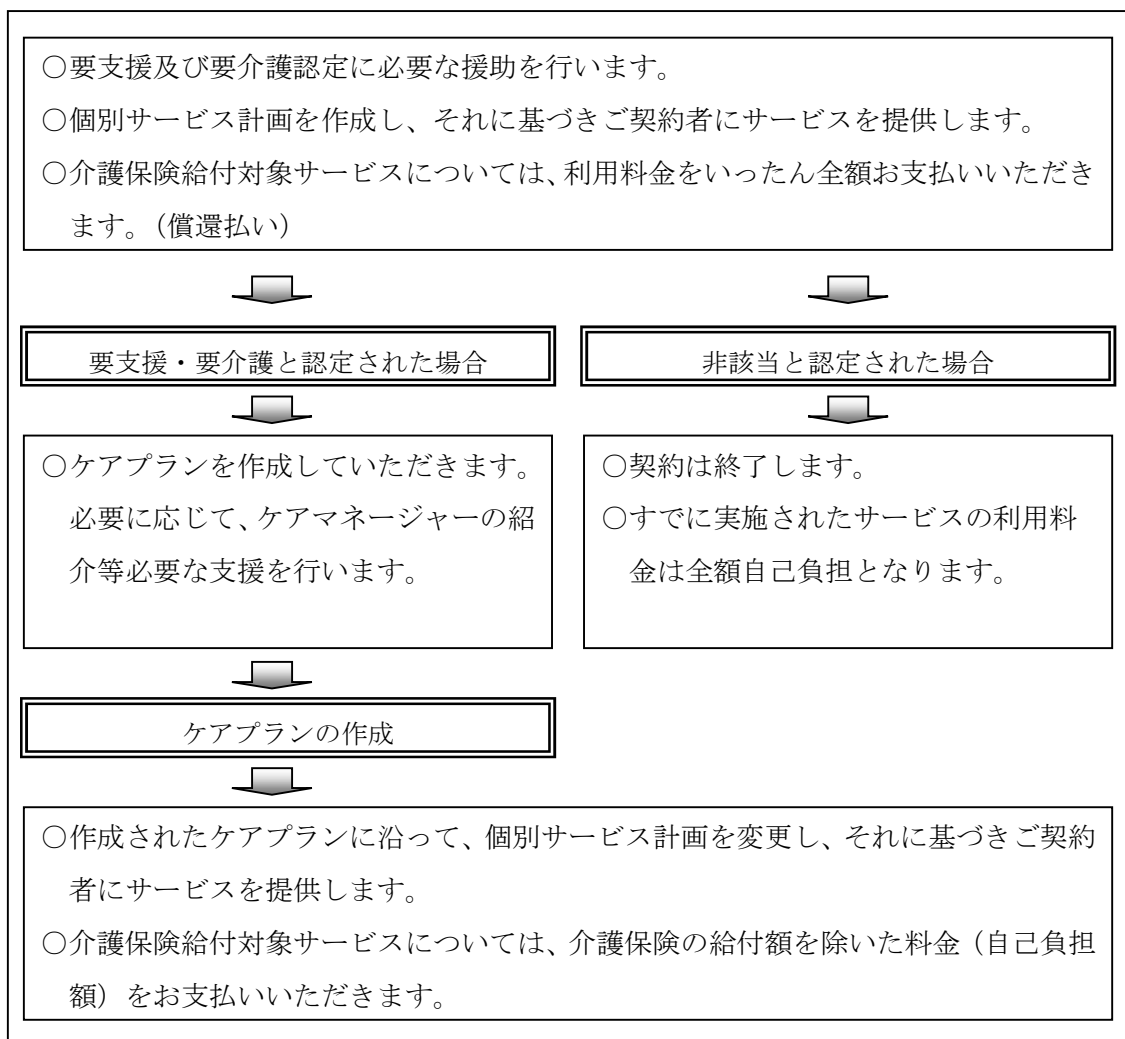 ○要支援及び要介護認定に必要な援助を行います。
○個別サービス計画を作成し、それに基づきご契約者にサービスを提供します。
○介護保険給付対象サービスについては、利用料金をいったん全額お支払いいただき
ます。（償還払い）
要支援・要介護と認定された場合
非該当と認定された場合
○ケアプランを作成していただきます。
必要に応じて、ケアマネージャーの紹
介等必要な支援を行います。
○契約は終了します。
○すでに実施されたサービスの利用料
金は全額自己負担となります。
ケアプランの作成
○作成されたケアプランに沿って、個別サービス計画を変更し、それに基づきご契約
者にサービスを提供します。
○介護保険給付対象サービスについては、介護保険の給付額を除いた料金（自己負担
額）をお支払いいただきます。